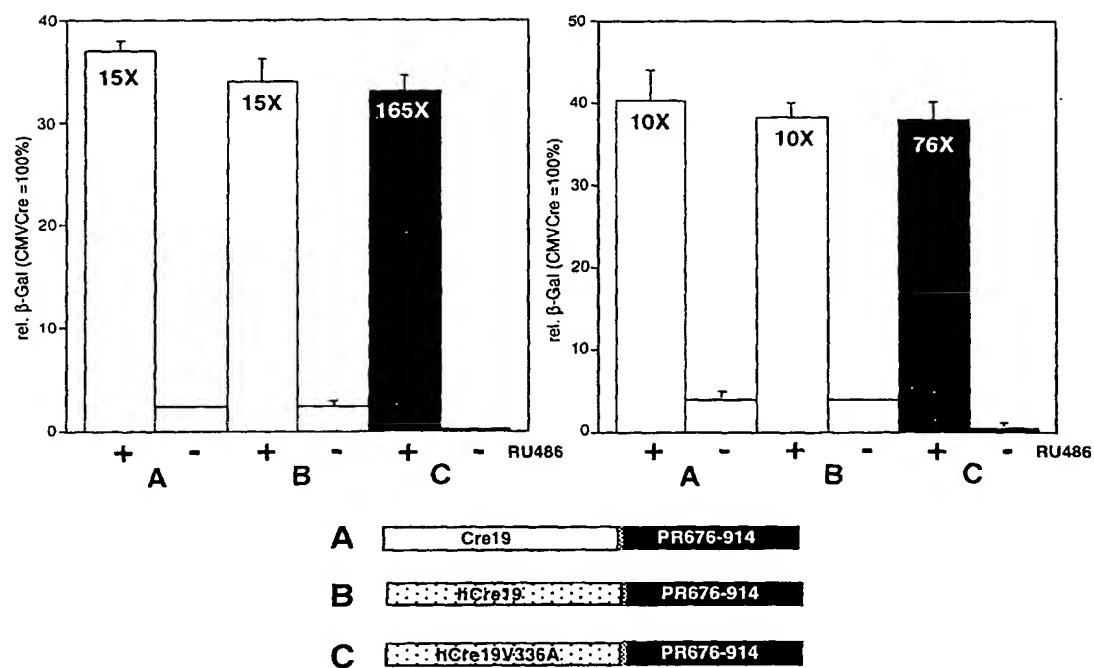 rel. β-Gal (CMVCre =100%)
40
30
20
10
0
15X
15X
165X
+ - + - + - RU486
A B C
rel. β-Gal (CMVCre =100%)
50
40
30
20
10
0
10X
10X
76X
+ - + - + - RU486
A B C
A Cre19 PR676-914
B hCre19 PR676-914
C hCre19V336A PR676-914